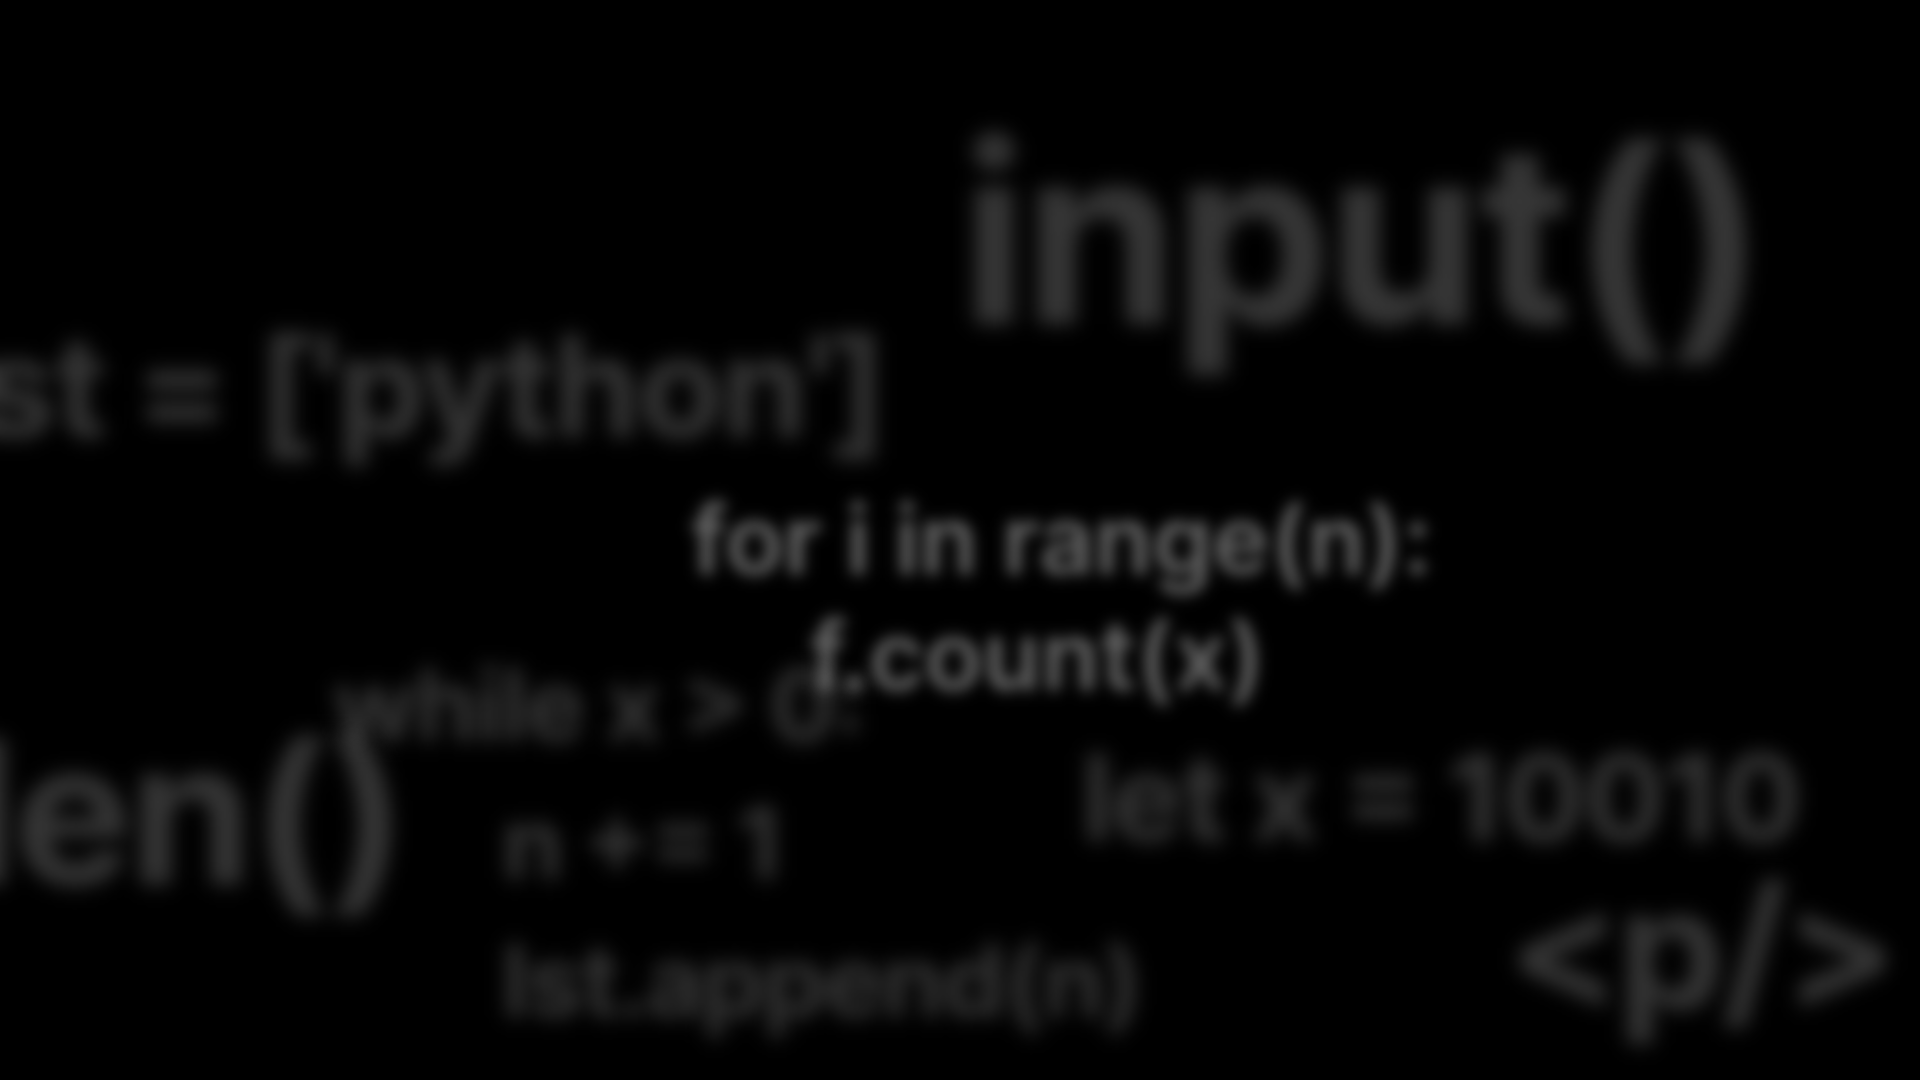 input()
st = ['python']
for i in range(n):
f.count(x)
while x > 0:
len()
n += 1
let x = 10010
<p/>
lst.append(n)